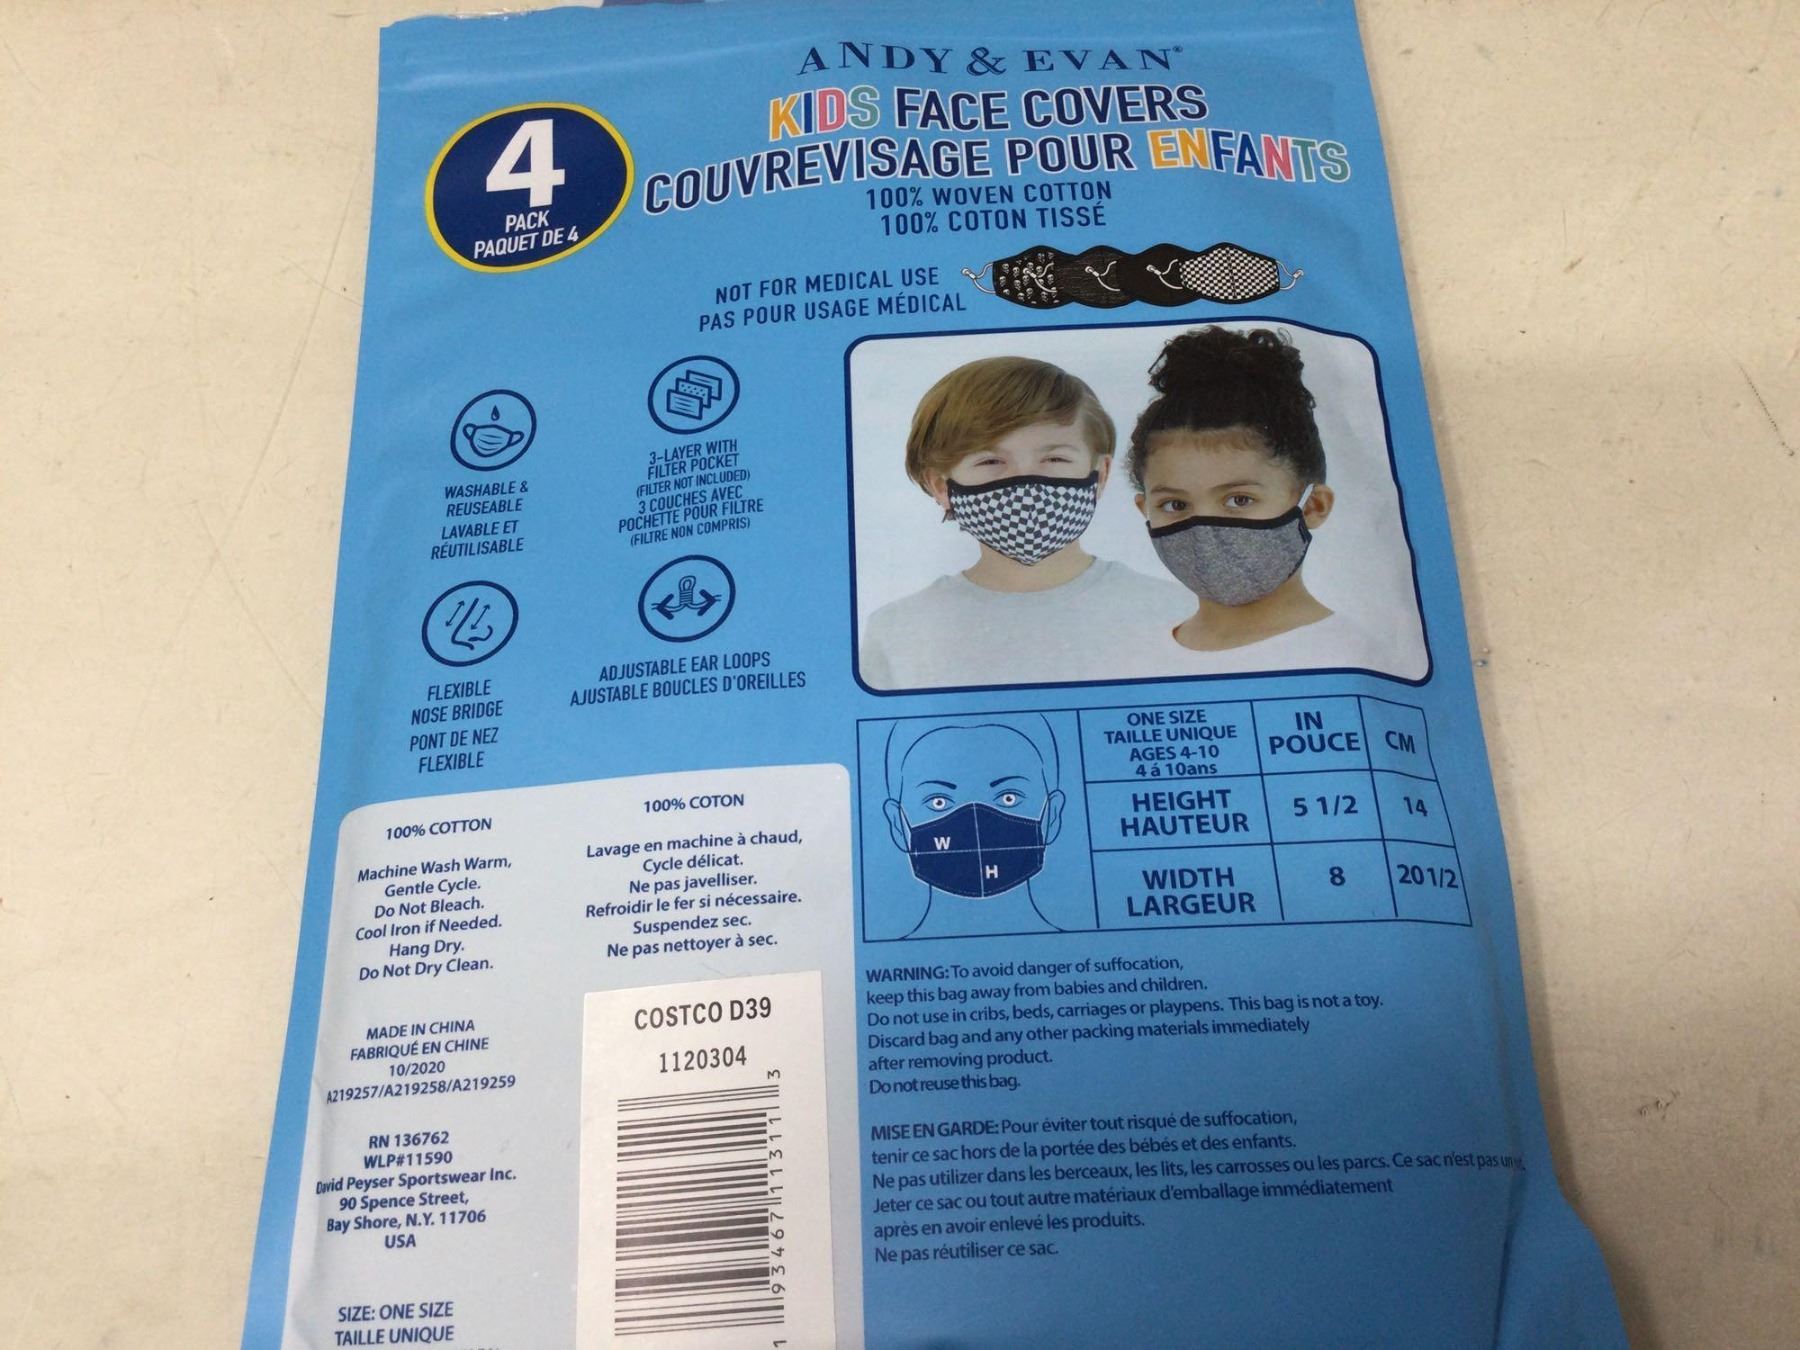 ANDY & EVAN®
KIDS FACE COVERS
COUVREVISAGE POUR ENFANTS
100% WOVEN COTTON
100% COTON TISSÉ
4
PACK
PAQUET DE 4
NOT FOR MEDICAL USE
PAS POUR USAGE MÉDICAL
WASHABLE &
REUSEABLE
LAVABLE ET
RÉUTILISABLE
3-LAYER WITH
FILTER POCKET
(FILTER NOT INCLUDED)
3 COUCHES AVEC
POCHETTE POUR FILTRE
(FILTRE NON COMPRIS)
FLEXIBLE
NOSE BRIDGE
PONT DE NEZ
FLEXIBLE
ADJUSTABLE EAR LOOPS
AJUSTABLE BOUCLES D'OREILLES
W
H
ONE SIZE
TAILLE UNIQUE
AGES 4-10
4 á 10ans
IN
POUCE
CM
HEIGHT
HAUTEUR
5 1/2
14
WIDTH
LARGEUR
8
20 1/2
100% COTTON
Machine Wash Warm,
Gentle Cycle.
Do Not Bleach.
Cool Iron if Needed.
Hang Dry.
Do Not Dry Clean.
100% COTON
Lavage en machine à chaud,
Cycle délicat.
Ne pas javelliser.
Refroidir le fer si nécessaire.
Suspendez sec.
Ne pas nettoyer à sec.
MADE IN CHINA
FABRIQUÉ EN CHINE
10/2020
A219257/A219258/A219259
RN 136762
WLP#11590
David Peyser Sportswear Inc.
90 Spence Street,
Bay Shore, N.Y. 11706
USA
SIZE: ONE SIZE
TAILLE UNIQUE
COSTCO D39
1120304
1 93467 11311 3
WARNING: To avoid danger of suffocation,
keep this bag away from babies and children.
Do not use in cribs, beds, carriages or playpens. This bag is not a toy.
Discard bag and any other packing materials immediately
after removing product.
Do not reuse this bag.
MISE EN GARDE: Pour éviter tout risqué de suffocation,
tenir ce sac hors de la portée des bébés et des enfants.
Ne pas utilizer dans les berceaux, les lits, les carrosses ou les parcs. Ce sac n'est pas un
Jeter ce sac ou tout autre matériaux d'emballage immédiatement
après en avoir enlevé les produits.
Ne pas réutiliser ce sac.